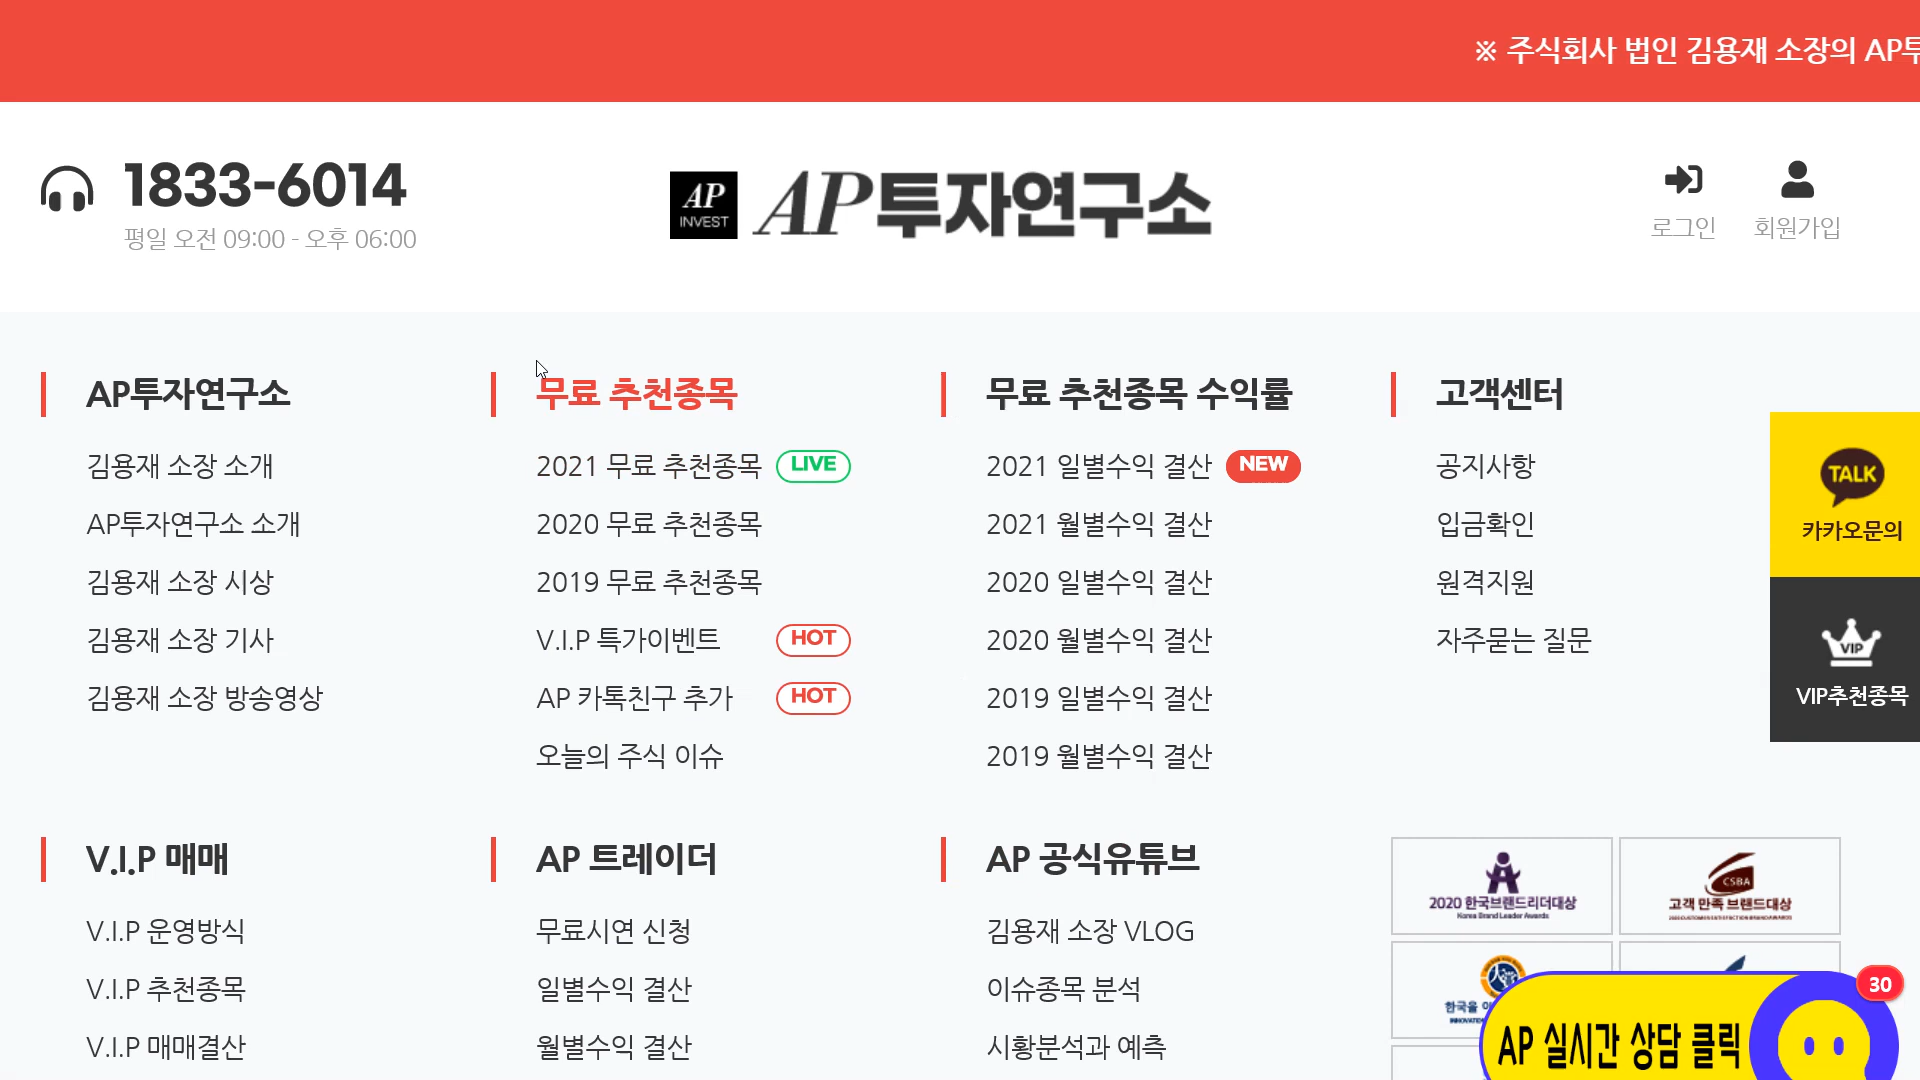 ※ 주식회사 법인 김용재 소장의 AP투
1833-6014
평일 오전 09:00 - 오후 06:00
AP
INVEST
AP투자연구소
로그인
회원가입
AP투자연구소
김용재 소장 소개
AP투자연구소 소개
김용재 소장 시상
김용재 소장 기사
김용재 소장 방송영상
무료 추천종목
2021 무료 추천종목 LIVE
2020 무료 추천종목
2019 무료 추천종목
V.I.P 특가이벤트 HOT
AP 카톡친구 추가 HOT
오늘의 주식 이슈
무료 추천종목 수익률
2021 일별수익 결산 NEW
2021 월별수익 결산
2020 일별수익 결산
2020 월별수익 결산
2019 일별수익 결산
2019 월별수익 결산
고객센터
공지사항
입금확인
원격지원
자주묻는 질문
TALK
카카오문의
VIP
VIP추천종목
V.I.P 매매
V.I.P 운영방식
V.I.P 추천종목
V.I.P 매매결산
AP 트레이더
무료시연 신청
일별수익 결산
월별수익 결산
AP 공식유튜브
김용재 소장 VLOG
이슈종목 분석
시황분석과 예측
2020 한국브랜드리더대상
Korea Brand Leader Awards
CSBA
고객 만족 브랜드대상
한국을 이
30
AP 실시간 상담 클릭